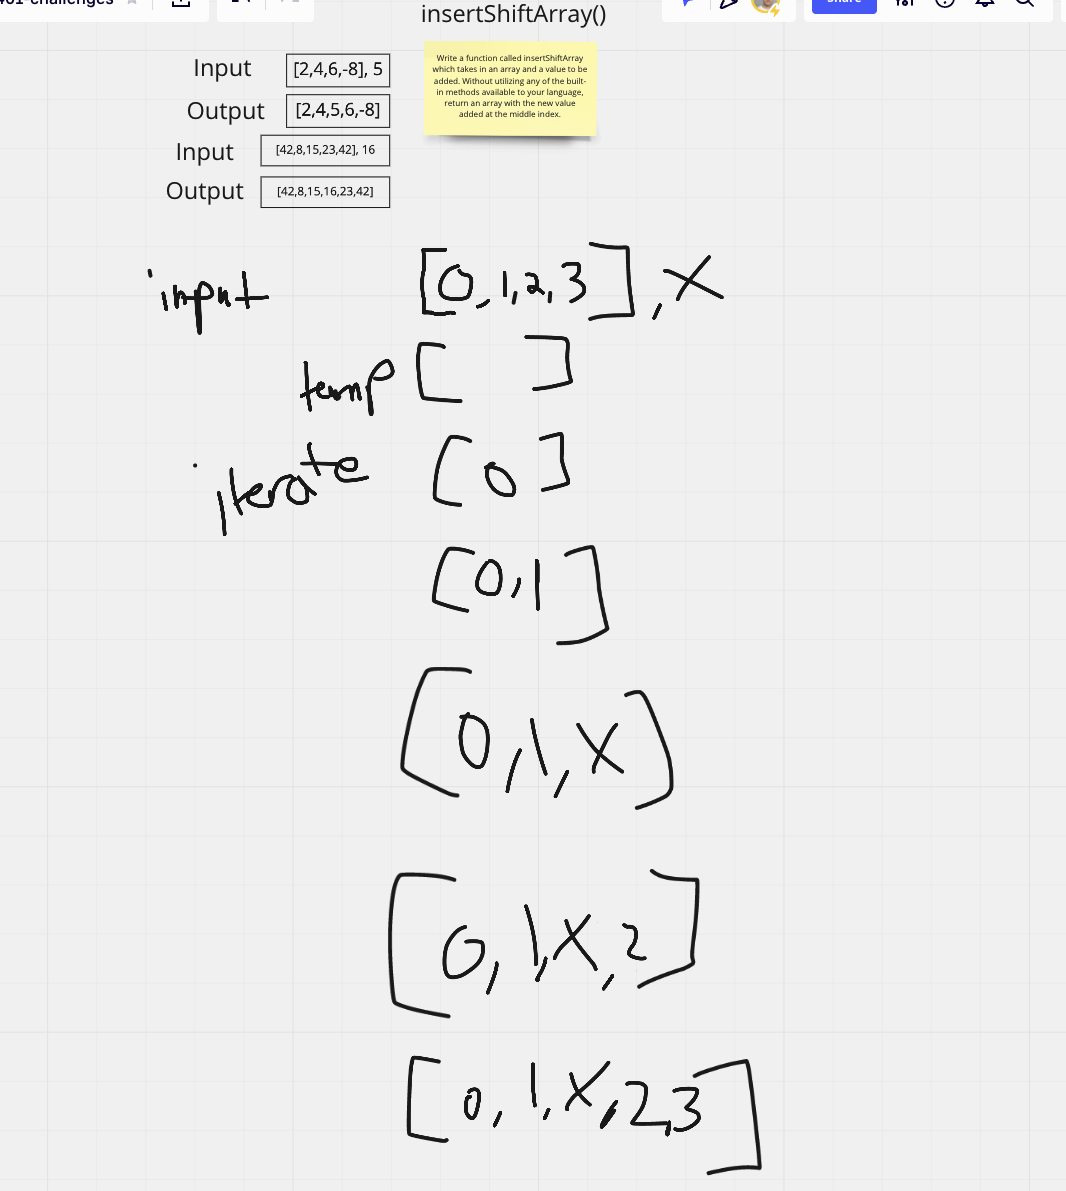 401-challenges
Share
insertShiftArray()
Input [2,4,6,-8], 5
Output [2,4,5,6,-8]
Input [42,8,15,23,42], 16
Output [42,8,15,16,23,42]
Write a function called insertShiftArray
which takes in an array and a value to be
added. Without utilizing any of the built-
in methods available to your language,
return an array with the new value
added at the middle index.
input [0,1,2,3],X
temp [ ]
iterate [0]
[0,1]
[0,1,X]
[0,1,X,2]
[0,1,X,2,3]